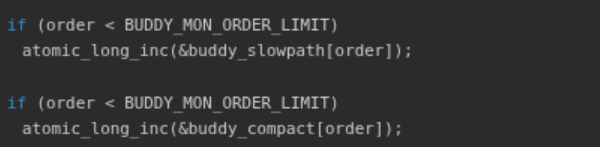 if (order < BUDDY_MON_ORDER_LIMIT)
atomic_long_inc(&buddy_slowpath[order]);
if (order < BUDDY_MON_ORDER_LIMIT)
atomic_long_inc(&buddy_compact[order]);